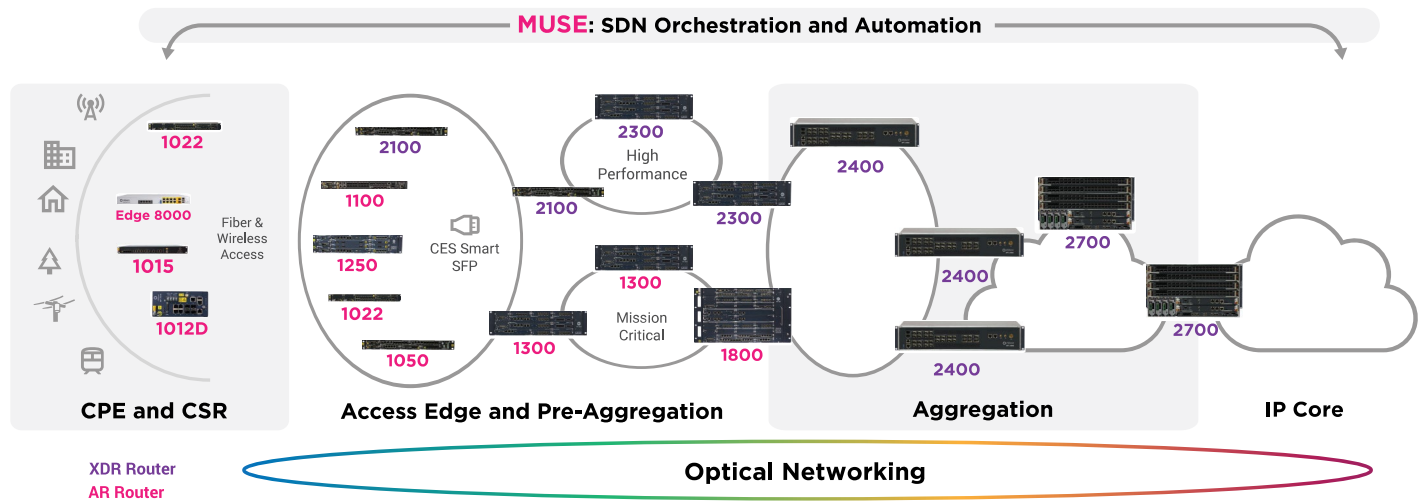 MUSE: SDN Orchestration and Automation
1022
Edge 8000
1015
1012D
Fiber &
Wireless
Access
CPE and CSR
2100
1100
1250
1022
1050
CES Smart
SFP
2300
High
Performance
2100
2300
1300
Mission
Critical
1300
1800
Access Edge and Pre-Aggregation
2400
2400
2400
2700
2700
Aggregation
IP Core
XDR Router
AR Router
Optical Networking